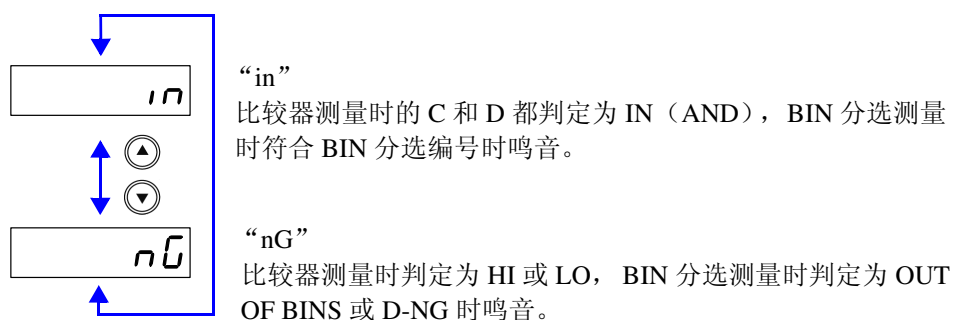 “in”
in
比较器测量时的 C 和 D 都判定为 IN（AND），BIN 分选测量
时符合 BIN 分选编号时鸣音。
“nG”
nG
比较器测量时判定为 HI 或 LO， BIN 分选测量时判定为 OUT
OF BINS 或 D-NG 时鸣音。